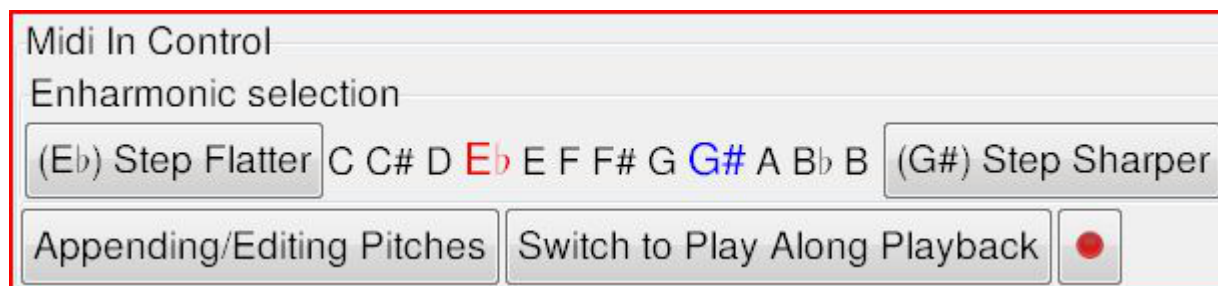 Midi In Control
Enharmonic selection
(E♭) Step Flatter C C# D E♭ E F F# G G# A B♭ B (G#) Step Sharper
Appending/Editing Pitches Switch to Play Along Playback